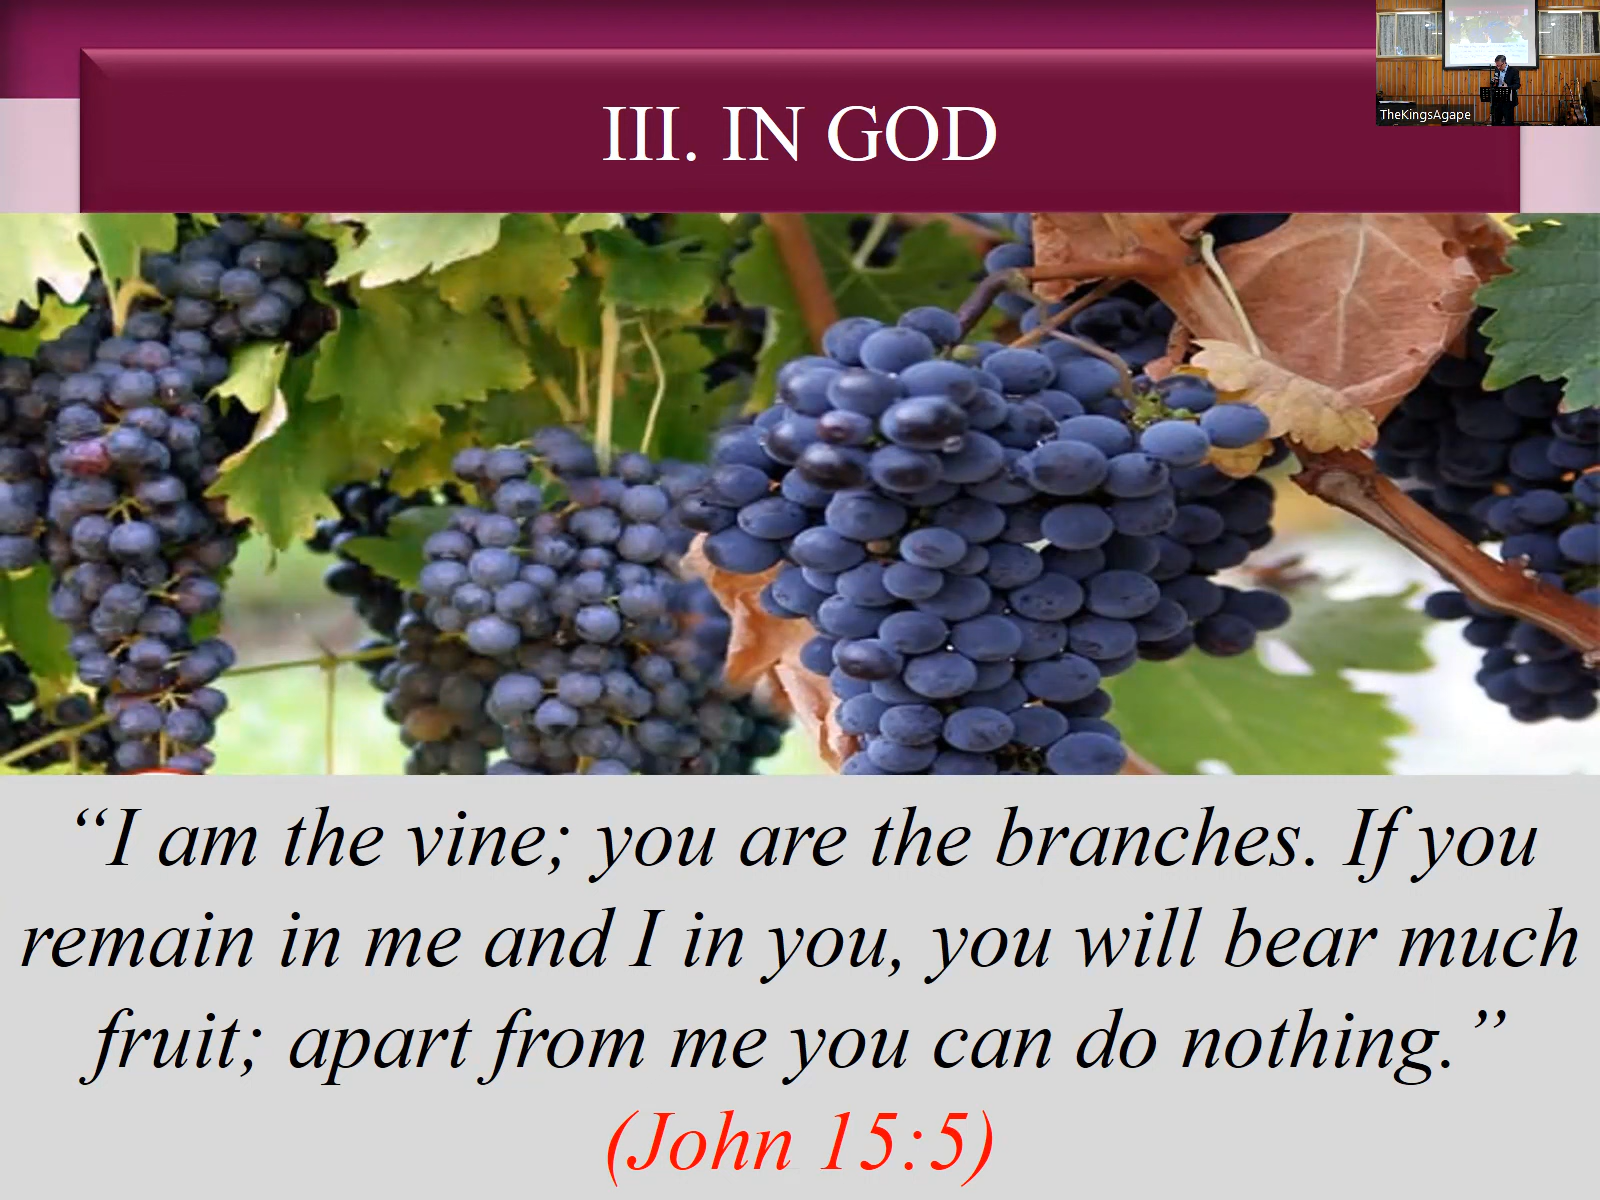 III. IN GOD
TheKingsAgape
“I am the vine; you are the branches. If you
remain in me and I in you, you will bear much
fruit; apart from me you can do nothing.”
(John 15:5)